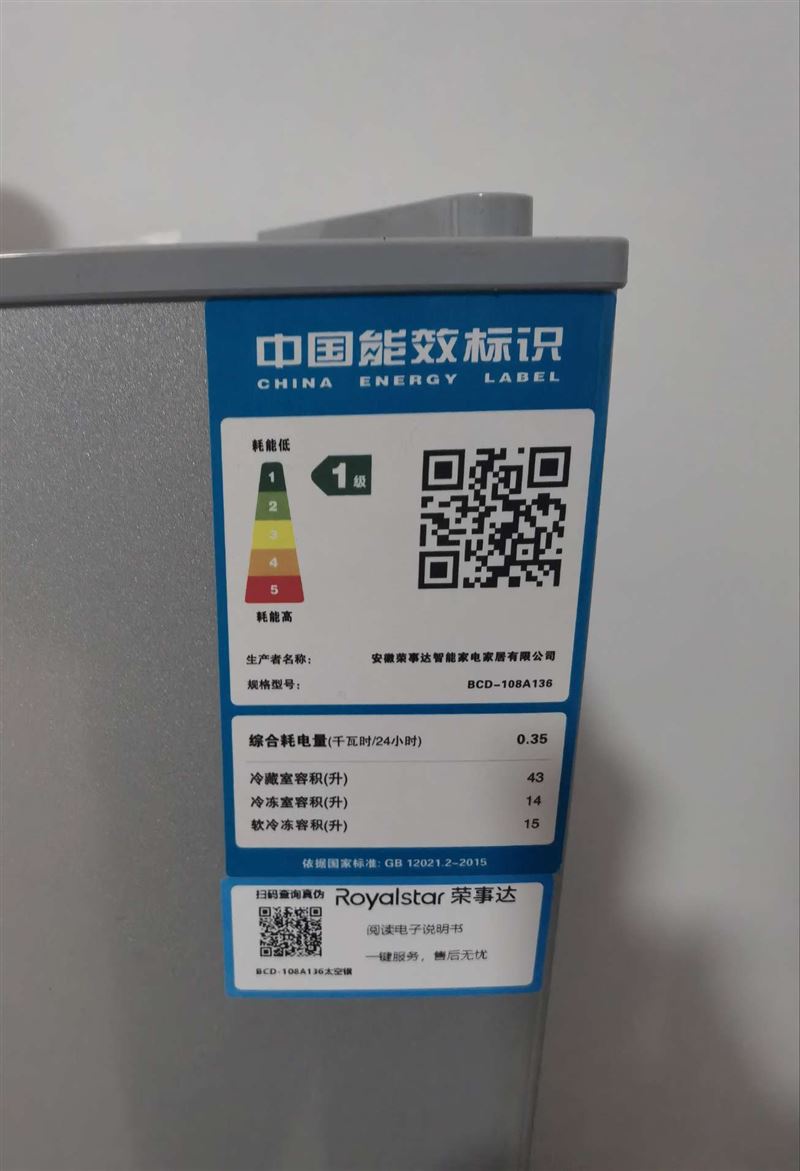 中国能效标识
CHINA ENERGY LABEL
耗能低
1
2
3
4
5
耗能高
1级
生产者名称： 安徽荣事达智能家电家居有限公司
规格型号： BCD-108A136
综合耗电量(千瓦时/24小时) 0.35
冷藏室容积(升) 43
冷冻室容积(升) 14
软冷冻容积(升) 15
依据国家标准: GB 12021.2-2015
扫码查询真伪
Royalstar 荣事达
阅读电子说明书
一键服务，售后无忧
BCD-108A136太空银